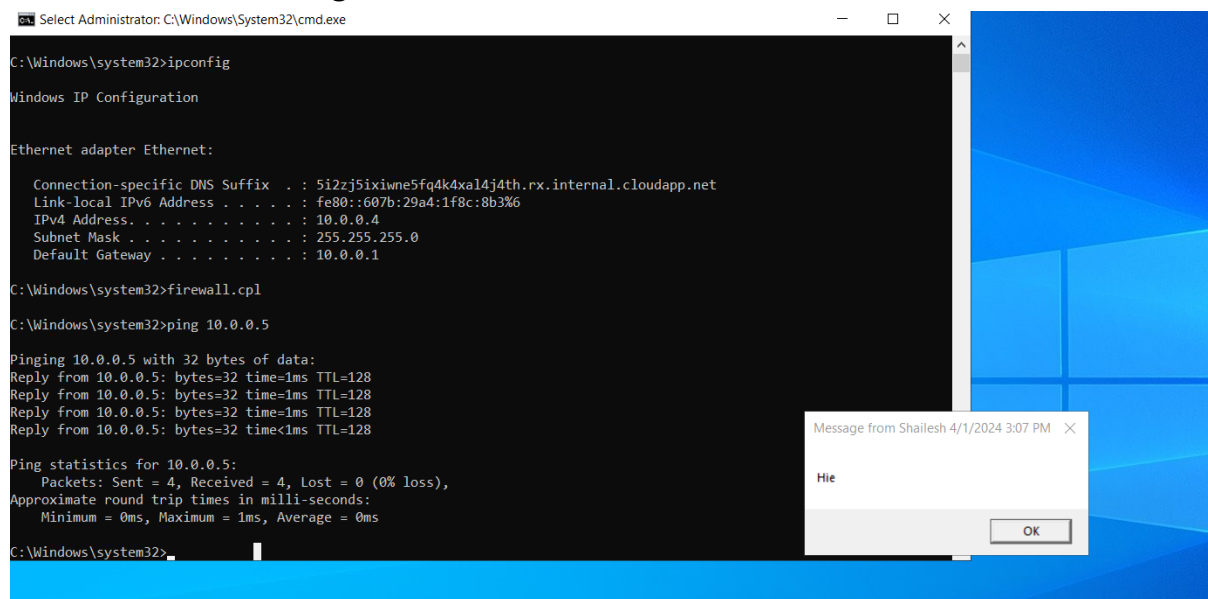 Select Administrator: C:\Windows\System32\cmd.exe
C:\Windows\system32>ipconfig
Windows IP Configuration
Ethernet adapter Ethernet:
Connection-specific DNS Suffix . : 5i2zj5ixiwne5fq4k4xal4j4th.rx.internal.cloudapp.net
Link-local IPv6 Address . . . . . : fe80::607b:29a4:1f8c:8b3%6
IPv4 Address. . . . . . . . . . . : 10.0.0.4
Subnet Mask . . . . . . . . . . . : 255.255.255.0
Default Gateway . . . . . . . . . : 10.0.0.1
C:\Windows\system32>firewall.cpl
C:\Windows\system32>ping 10.0.0.5
Pinging 10.0.0.5 with 32 bytes of data:
Reply from 10.0.0.5: bytes=32 time=1ms TTL=128
Reply from 10.0.0.5: bytes=32 time=1ms TTL=128
Reply from 10.0.0.5: bytes=32 time=1ms TTL=128
Reply from 10.0.0.5: bytes=32 time<1ms TTL=128
Ping statistics for 10.0.0.5:
Packets: Sent = 4, Received = 4, Lost = 0 (0% loss),
Approximate round trip times in milli-seconds:
Minimum = 0ms, Maximum = 1ms, Average = 0ms
C:\Windows\system32>
Message from Shailesh 4/1/2024 3:07 PM
Hie
OK